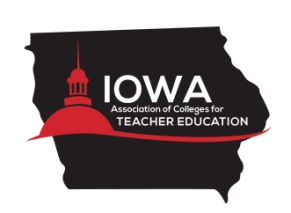 IOWA
Association of Colleges for
TEACHER EDUCATION